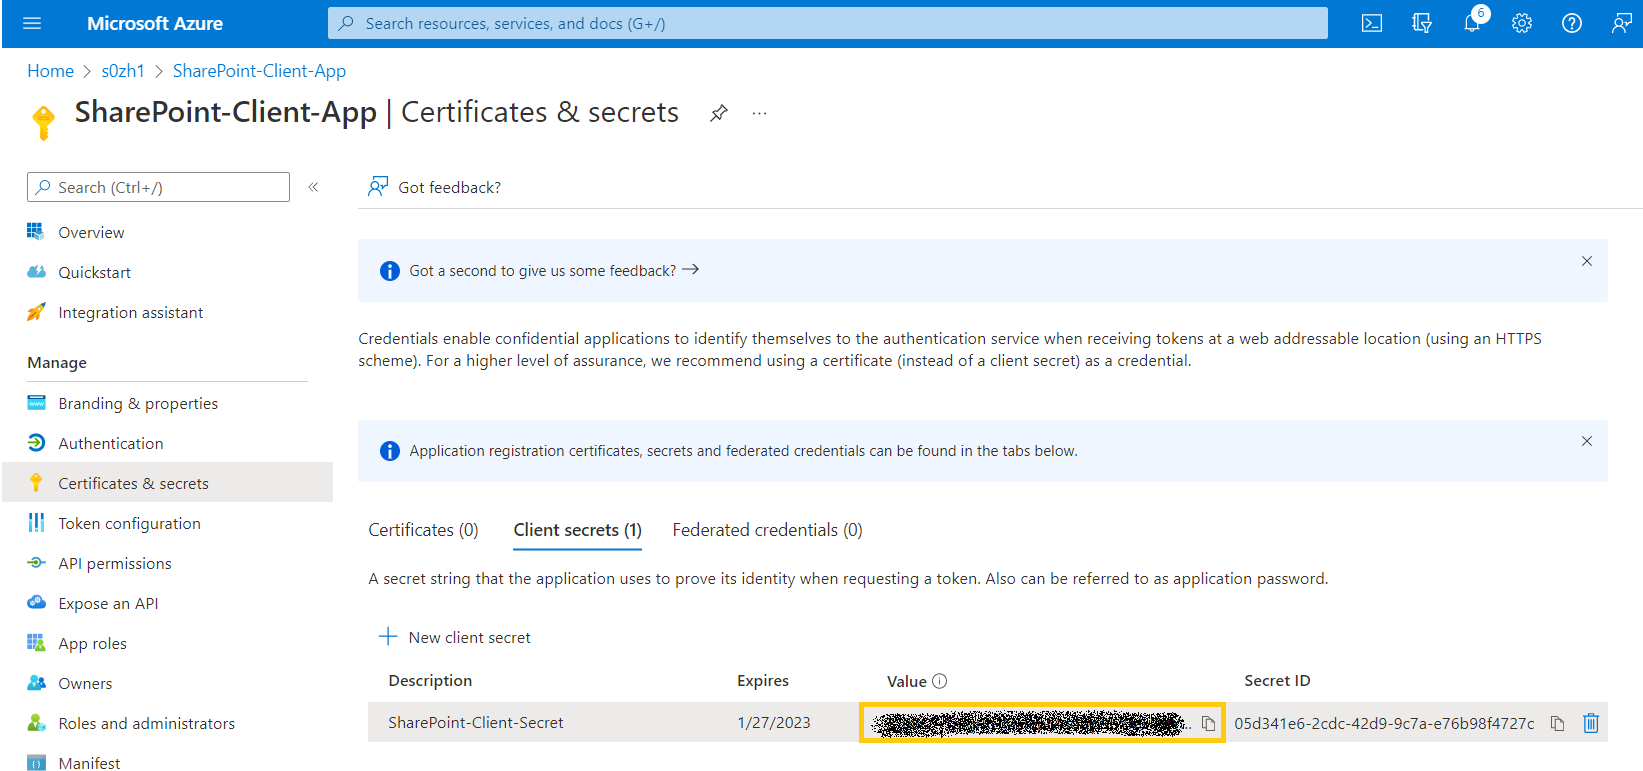 Microsoft Azure
Search resources, services, and docs (G+/)
6
Home > s0zh1 > SharePoint-Client-App
SharePoint-Client-App | Certificates & secrets
...
Search (Ctrl+/)
«
Got feedback?
Overview
Quickstart
Integration assistant
Manage
Branding & properties
Authentication
Certificates & secrets
Token configuration
API permissions
Expose an API
App roles
Owners
Roles and administrators
Manifest
Got a second to give us some feedback? →
Credentials enable confidential applications to identify themselves to the authentication service when receiving tokens at a web addressable location (using an HTTPS
scheme). For a higher level of assurance, we recommend using a certificate (instead of a client secret) as a credential.
Application registration certificates, secrets and federated credentials can be found in the tabs below.
Certificates (0) Client secrets (1) Federated credentials (0)
A secret string that the application uses to prove its identity when requesting a token. Also can be referred to as application password.
New client secret
Description Expires Value Secret ID
SharePoint-Client-Secret 1/27/2023 ... 05d341e6-2cdc-42d9-9c7a-e76b98f4727c